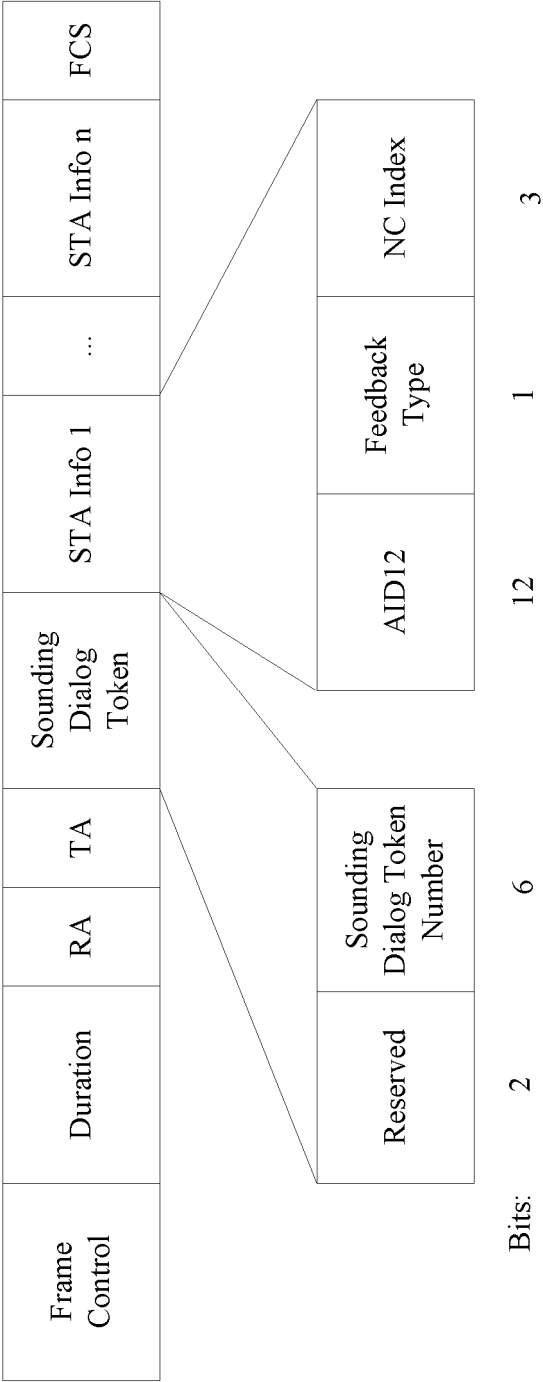 Frame
Control
Duration
RA
TA
Sounding
Dialog
Token
STA Info 1
...
STA Info n
FCS
Reserved
Sounding
Dialog Token
Number
AID12
Feedback
Type
NC Index
Bits:
2
6
12
1
3